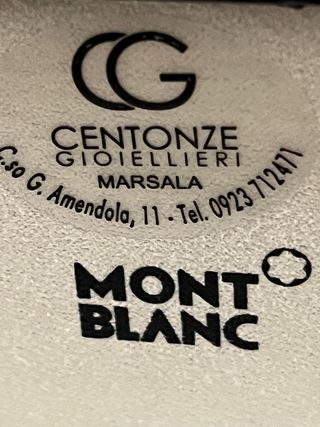 CG
CENTONZE
GIOIELLIERI
MARSALA
C.so G. Amendola, 11 - Tel. 0923 712471
MONT
BLANC